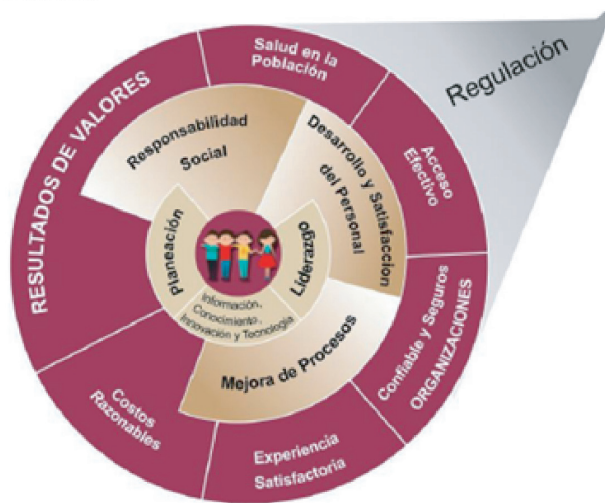 Regulación
RESULTADOS DE VALORES
Salud en la
Población
Acceso
Efectivo
Confiable y Seguros
ORGANIZACIONES
Experiencia
Satisfactoria
Costos
Razonables
Responsabilidad
Social
Desarrollo y Satisfaccion
del Personal
Mejora de Procesos
Planeación
Liderazgo
Información,
Conocimiento,
Innovación y Tecnología